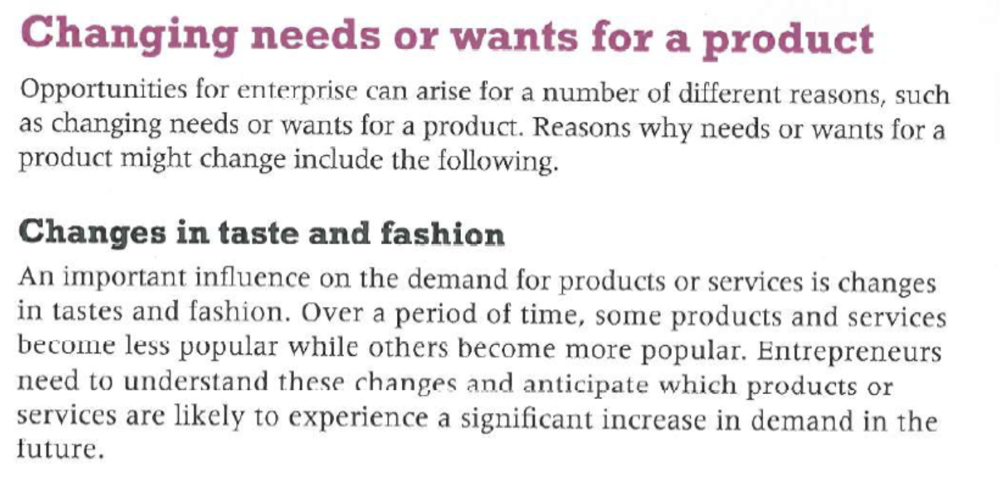 Changing needs or wants for a product
Opportunities for enterprise can arise for a number of different reasons, such
as changing needs or wants for a product. Reasons why needs or wants for a
product might change include the following.
Changes in taste and fashion
An important influence on the demand for products or services is changes
in tastes and fashion. Over a period of time, some products and services
become less popular while others become more popular. Entrepreneurs
need to understand these changes and anticipate which products or
services are likely to experience a significant increase in demand in the
future.